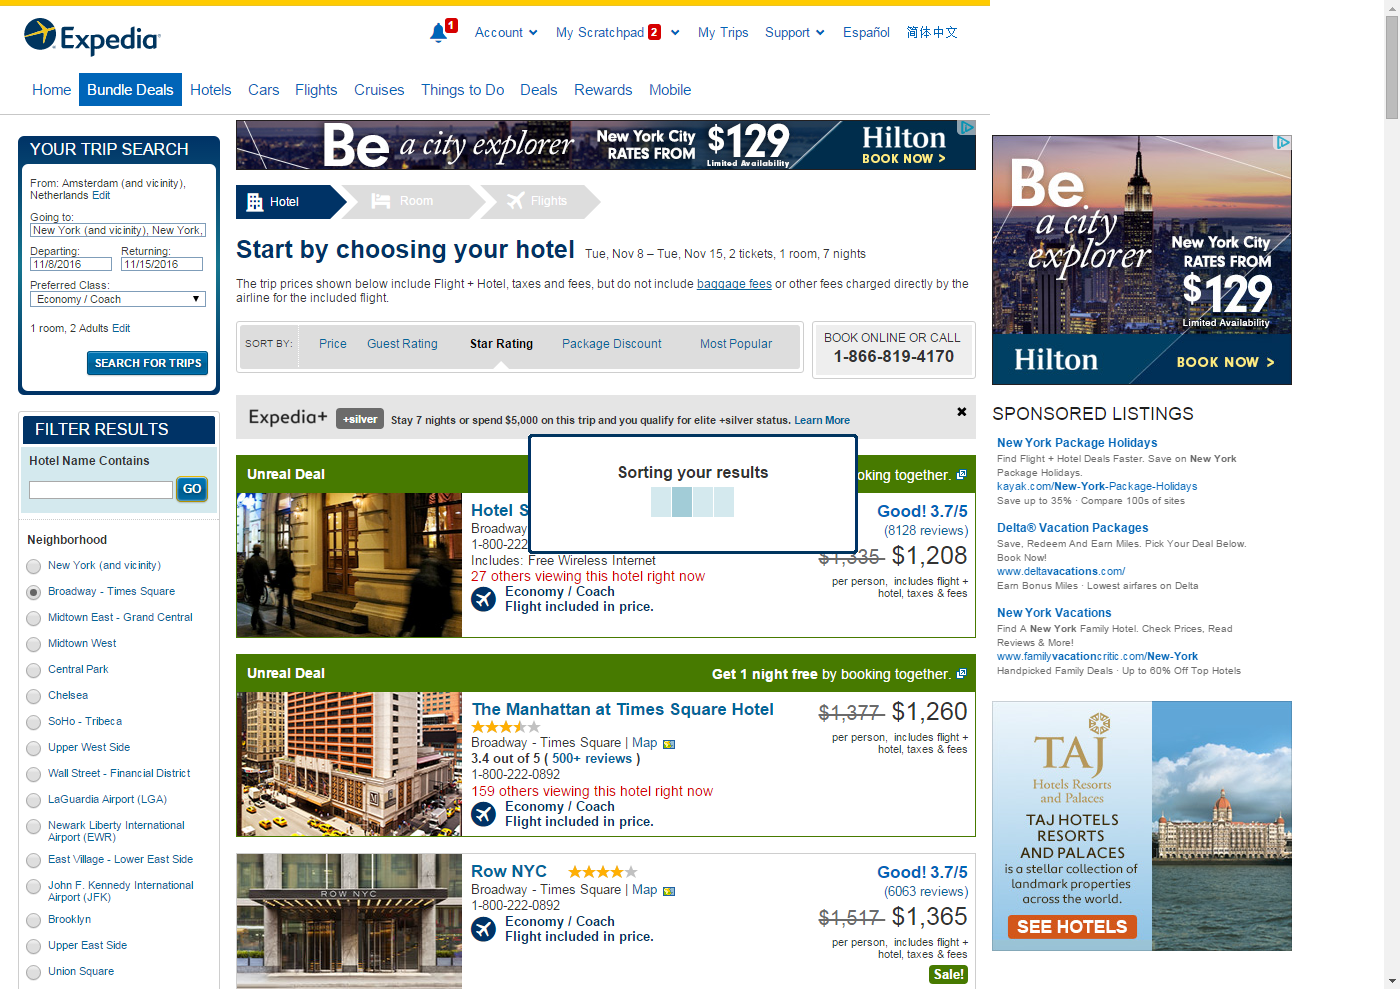 Expedia
1
Account
My Scratchpad 2
My Trips
Support
Español
简体中文
Home
Bundle Deals
Hotels
Cars
Flights
Cruises
Things to Do
Deals
Rewards
Mobile
YOUR TRIP SEARCH
From: Amsterdam (and vicinity),
Netherlands Edit
Going to:
New York (and vicinity), New York,
Departing:
Returning:
11/8/2016
11/15/2016
Preferred Class:
Economy / Coach
1 room, 2 Adults Edit
SEARCH FOR TRIPS
FILTER RESULTS
Hotel Name Contains
GO
Neighborhood
New York (and vicinity)
Broadway - Times Square
Midtown East - Grand Central
Midtown West
Central Park
Chelsea
SoHo - Tribeca
Upper West Side
Wall Street - Financial District
LaGuardia Airport (LGA)
Newark Liberty International
Airport (EWR)
East Village - Lower East Side
John F. Kennedy International
Airport (JFK)
Brooklyn
Upper East Side
Union Square
Be a city explorer
New York City
RATES FROM
$129
Limited Availability
Hilton
BOOK NOW >
Hotel
Room
Flights
Start by choosing your hotel
Tue, Nov 8 – Tue, Nov 15, 2 tickets, 1 room, 7 nights
The trip prices shown below include Flight + Hotel, taxes and fees, but do not include baggage fees or other fees charged directly by the
airline for the included flight.
SORT BY:
Price
Guest Rating
Star Rating
Package Discount
Most Popular
BOOK ONLINE OR CALL
1-866-819-4170
Expedia+
+silver
Stay 7 nights or spend $5,000 on this trip and you qualify for elite +silver status. Learn More
Sorting your results
Unreal Deal
oking together.
Hotel S
Broadway
1-800-222
Includes: Free Wireless Internet
27 others viewing this hotel right now
Economy / Coach
Flight included in price.
Good! 3.7/5
(8128 reviews)
$1,335 $1,208
per person, includes flight +
hotel, taxes & fees
Unreal Deal
Get 1 night free by booking together.
The Manhattan at Times Square Hotel
Broadway - Times Square | Map
3.4 out of 5 ( 500+ reviews )
1-800-222-0892
159 others viewing this hotel right now
Economy / Coach
Flight included in price.
$1,377 $1,260
per person, includes flight +
hotel, taxes & fees
ROW NYC
Row NYC
Broadway - Times Square | Map
1-800-222-0892
Economy / Coach
Flight included in price.
Good! 3.7/5
(6063 reviews)
$1,517 $1,365
per person, includes flight +
hotel, taxes & fees
Sale!
Be
a city
explorer
New York City
RATES FROM
$129
Limited Availability
Hilton
BOOK NOW >
SPONSORED LISTINGS
New York Package Holidays
Find Flight + Hotel Deals Faster. Save on New York
Package Holidays.
kayak.com/New-York-Package-Holidays
Save up to 35% · Compare 100s of sites
Delta® Vacation Packages
Save, Redeem And Earn Miles. Pick Your Deal Below.
Book Now!
www.deltavacations.com/
Earn Bonus Miles · Lowest airfares on Delta
New York Vacations
Find A New York Family Hotel. Check Prices, Read
Reviews & More!
www.familyvacationcritic.com/New-York
Handpicked Family Deals · Up to 60% Off Top Hotels
TAJ
Hotels Resorts
and Palaces
TAJ HOTELS
RESORTS
AND PALACES
is a stellar collection of
landmark properties
across the world.
SEE HOTELS